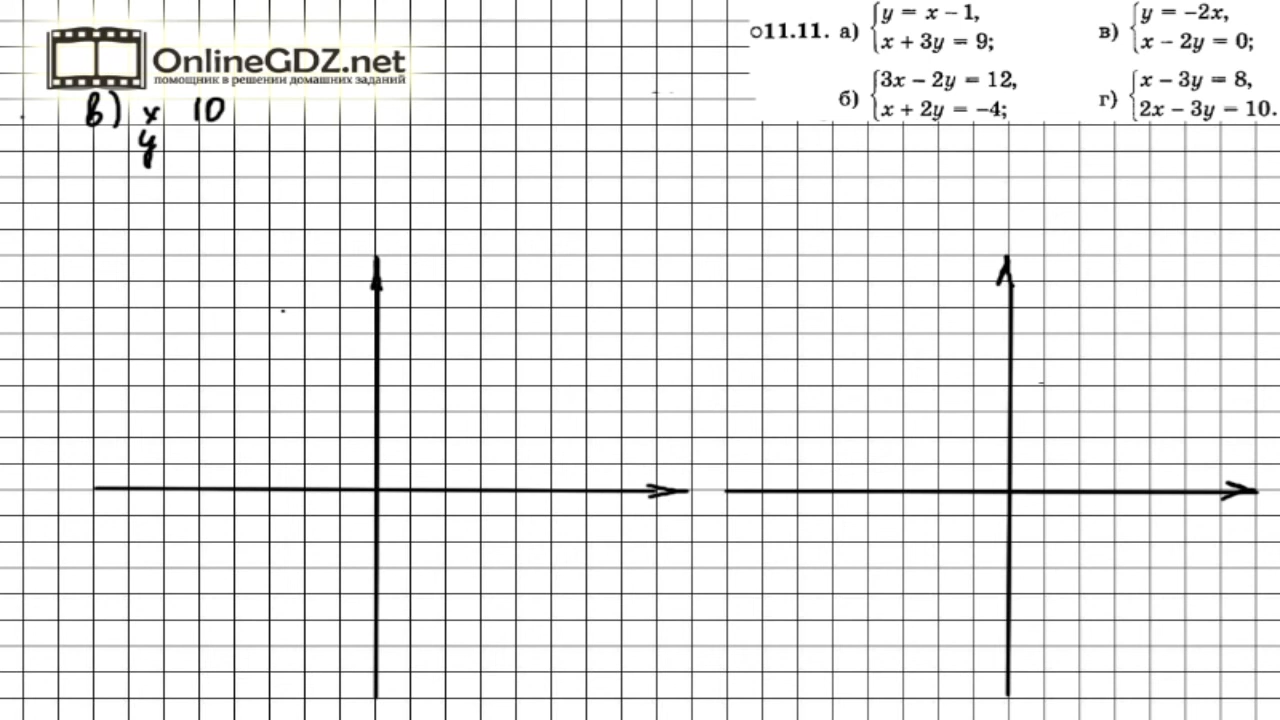 OnlineGDZ.net
помощник в решении домашних заданий
○11.11. а) { y = x − 1,
x + 3y = 9;
б) { 3x − 2y = 12,
x + 2y = −4;
в) { y = −2x,
x − 2y = 0;
г) { x − 3y = 8,
2x − 3y = 10.
в) x 10
y